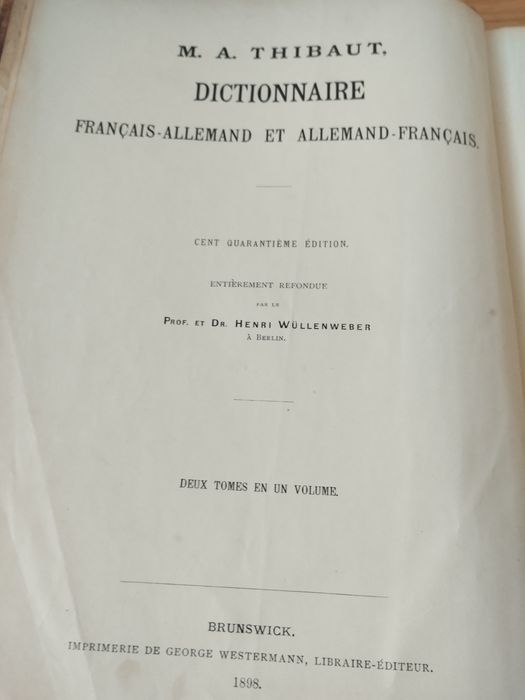 M. A. THIBAUT,
DICTIONNAIRE
FRANÇAIS-ALLEMAND ET ALLEMAND-FRANÇAIS.
CENT QUARANTIÈME ÉDITION.
ENTIÈREMENT REFONDUE
PAR LE
PROF. ET DR. HENRI WÜLLENWEBER
À BERLIN.
DEUX TOMES EN UN VOLUME.
BRUNSWICK.
IMPRIMERIE DE GEORGE WESTERMANN, LIBRAIRE-ÉDITEUR.
1898.